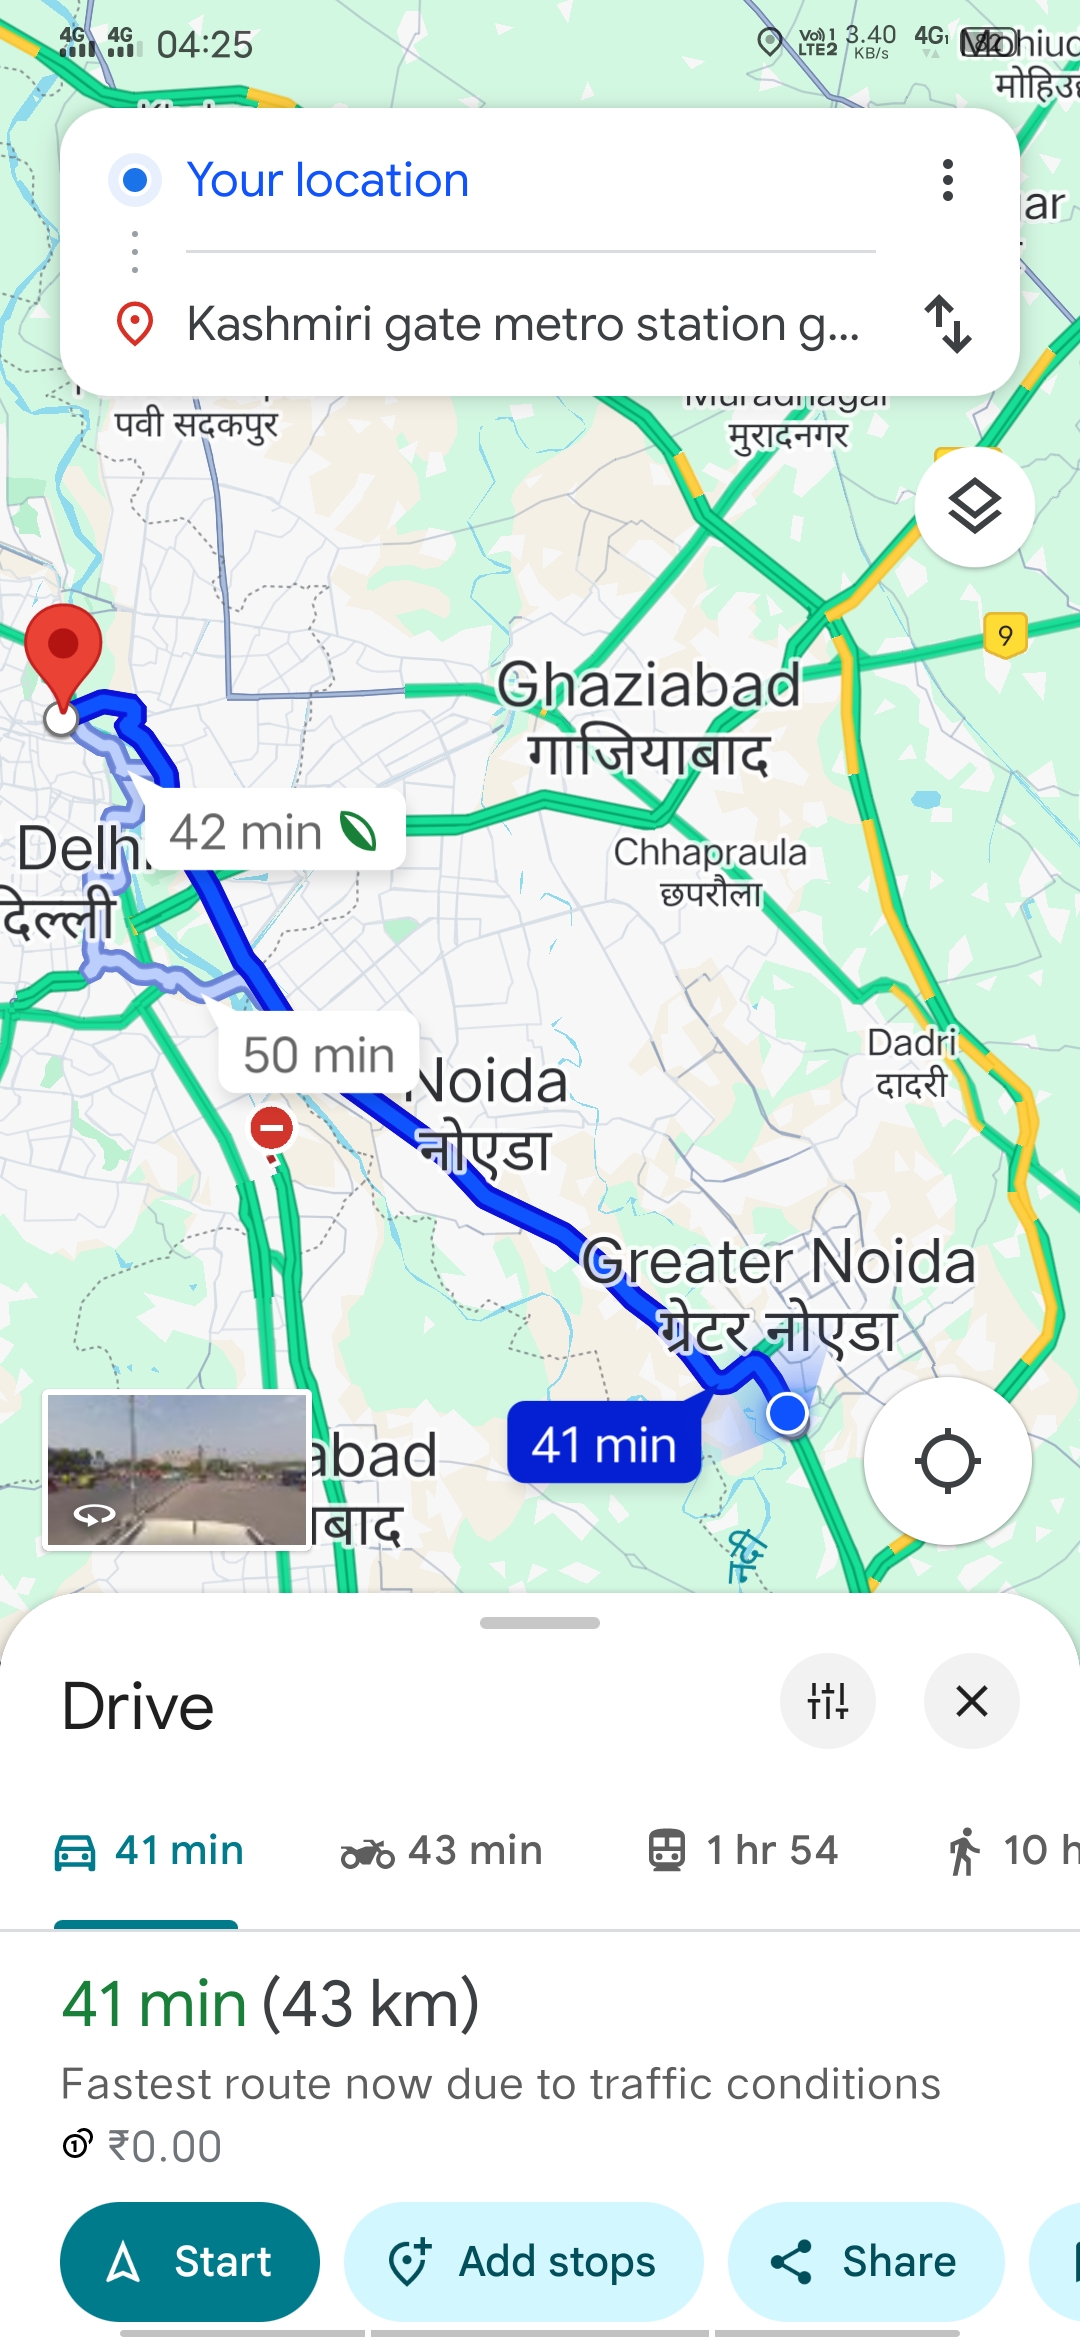 4G 4G 04:25 Vo) 1 LTE2 3.40 KB/s 4G 82
मोहिउद्
Your location
Kashmiri gate metro station g...
ar
पवी सदकपुर
Muradnagar
मुरादनगर
9
Ghaziabad
गाजियाबाद
42 min
Delhi
दिल्ली
Chhapraula
छपरौला
50 min
Noida
नोएडा
Dadri
दादरी
Greater Noida
ग्रेटर नोएडा
41 min
abad
ाबाद
Drive
41 min 43 min 1 hr 54 10 h
41 min (43 km)
Fastest route now due to traffic conditions
₹0.00
Start Add stops Share